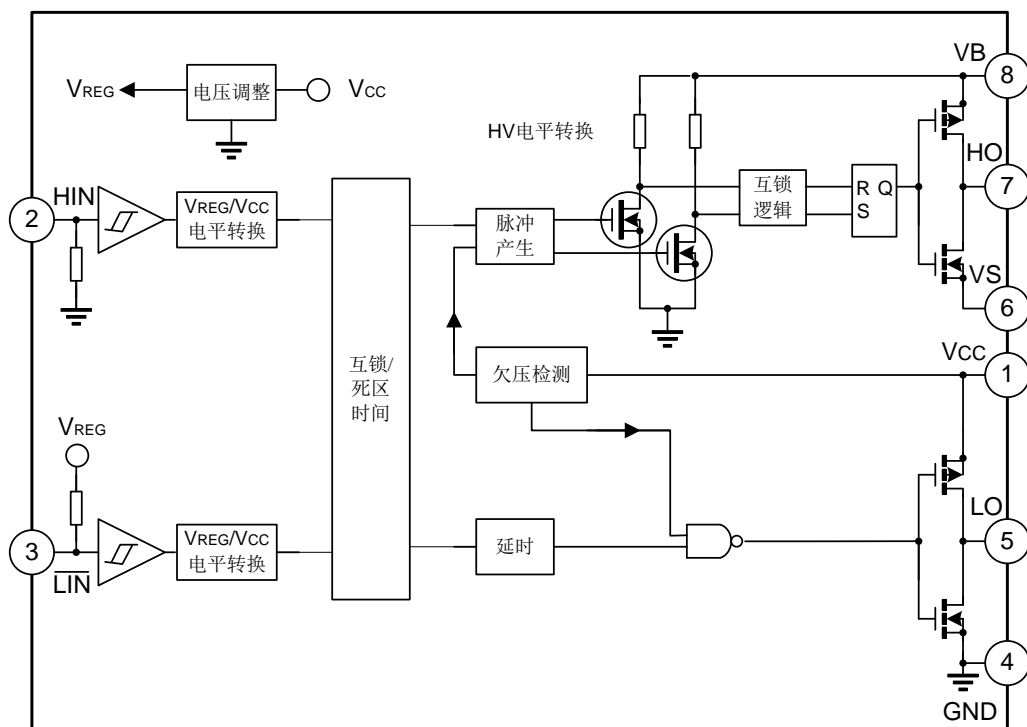 VB
8
VREG
电压调整
VCC
HV电平转换
HO
7
HIN
2
VREG/VCC
电平转换
脉冲
产生
互锁
逻辑
R Q
S
VS
6
VCC
1
互锁/
死区
时间
欠压检测
VREG
LO
5
3
LIN
VREG/VCC
电平转换
延时
4
GND